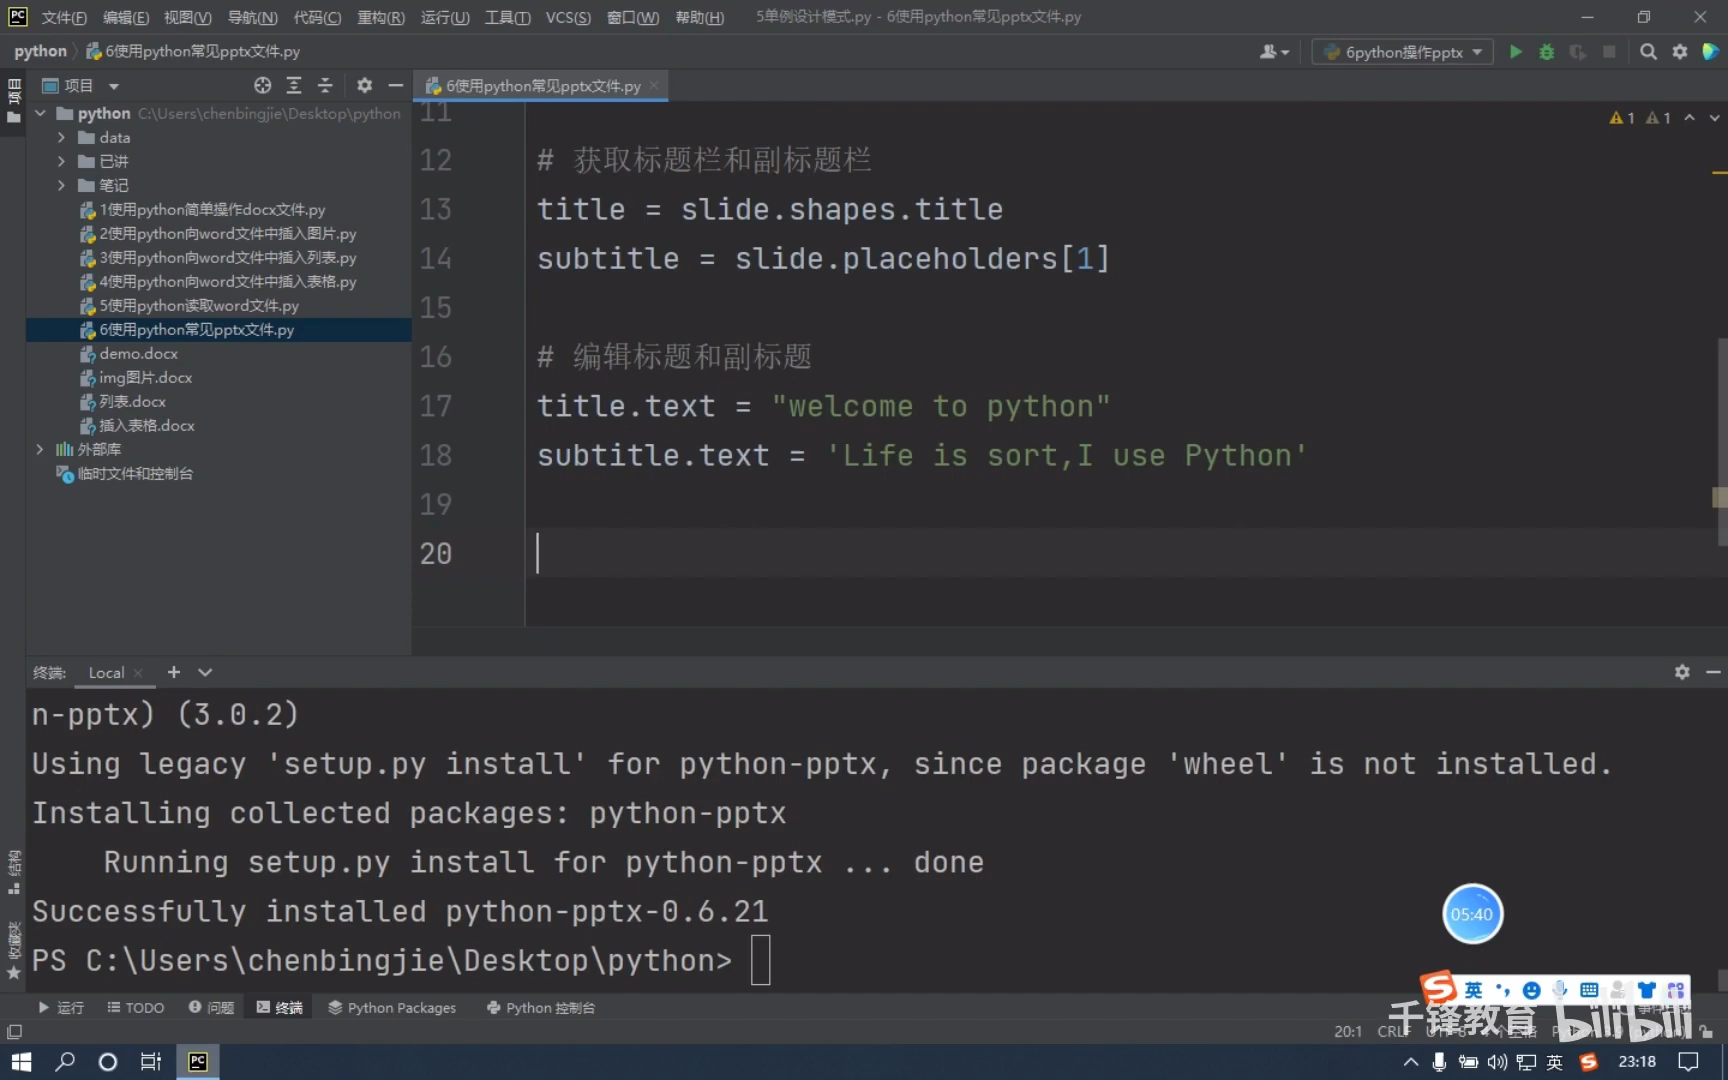 文件(F) 编辑(E) 视图(V) 导航(N) 代码(C) 重构(R) 运行(U) 工具(T) VCS(S) 窗口(W) 帮助(H) 5单例设计模式.py - 6使用python常见pptx文件.py
python 6使用python常见pptx文件.py 6python操作pptx
项目 6使用python常见pptx文件.py
项目
python C:\Users\chenbingjie\Desktop\python
data
已讲
笔记
1使用python简单操作docx文件.py
2使用python向word文件中插入图片.py
3使用python向word文件中插入列表.py
4使用python向word文件中插入表格.py
5使用python读取word文件.py
6使用python常见pptx文件.py
demo.docx
img图片.docx
列表.docx
插入表格.docx
外部库
临时文件和控制台
11
1 1
12 # 获取标题栏和副标题栏
13 title = slide.shapes.title
14 subtitle = slide.placeholders[1]
15
16 # 编辑标题和副标题
17 title.text = "welcome to python"
18 subtitle.text = 'Life is sort,I use Python'
19
20
终端: Local
n-pptx) (3.0.2)
Using legacy 'setup.py install' for python-pptx, since package 'wheel' is not installed.
Installing collected packages: python-pptx
Running setup.py install for python-pptx ... done
Successfully installed python-pptx-0.6.21
PS C:\Users\chenbingjie\Desktop\python>
结构
收藏夹
05:40
英
运行 TODO 问题 终端 Python Packages Python 控制台
千锋教育 bilibili
20:1 CRLF UTF-8
英 23:18